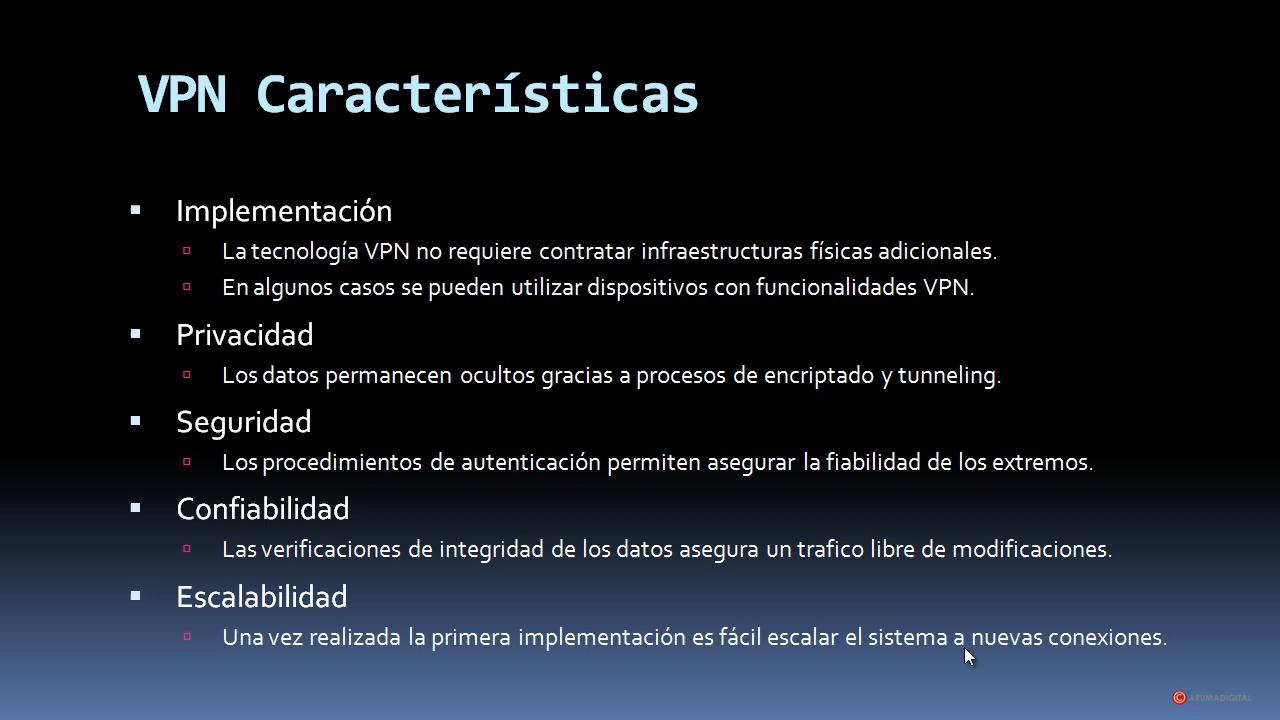 VPN Características
Implementación
La tecnología VPN no requiere contratar infraestructuras físicas adicionales.
En algunos casos se pueden utilizar dispositivos con funcionalidades VPN.
Privacidad
Los datos permanecen ocultos gracias a procesos de encriptado y tunneling.
Seguridad
Los procedimientos de autenticación permiten asegurar la fiabilidad de los extremos.
Confiabilidad
Las verificaciones de integridad de los datos asegura un trafico libre de modificaciones.
Escalabilidad
Una vez realizada la primera implementación es fácil escalar el sistema a nuevas conexiones.